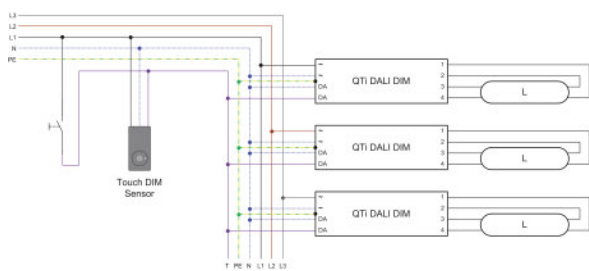 L3
L2
L1
N
PE
Touch DIM
Sensor
~
~
DA
DA
QTi DALI DIM
1
2
3
4
L
~
~
DA
DA
QTi DALI DIM
1
2
3
4
L
~
~
DA
DA
QTi DALI DIM
1
2
3
4
L
T PE N L1 L2 L3